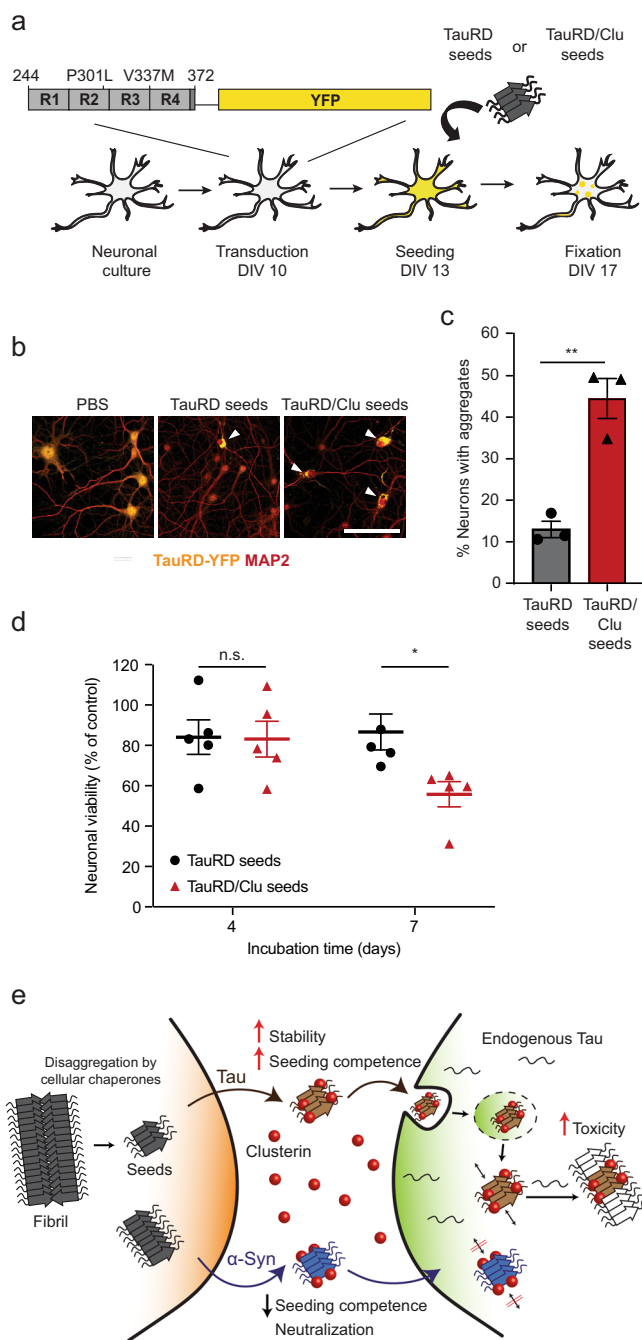 a
TauRD
seeds
or
TauRD/Clu
seeds
244
P301L
V337M
372
R1
R2
R3
R4
YFP
Neuronal
culture
Transduction
DIV 10
Seeding
DIV 13
Fixation
DIV 17
b
PBS
TauRD seeds
TauRD/Clu seeds
TauRD-YFP MAP2
c
% Neurons with aggregates
60
50
40
30
20
10
0
**
TauRD
seeds
TauRD/
Clu
seeds
d
Neuronal viability (% of control)
120
100
80
60
40
20
0
n.s.
*
TauRD seeds
TauRD/Clu seeds
4
7
Incubation time (days)
e
Disaggregation by
cellular chaperones
Fibril
Seeds
Tau
Stability
Seeding competence
Clusterin
α-Syn
Seeding competence
Neutralization
Endogenous Tau
Toxicity